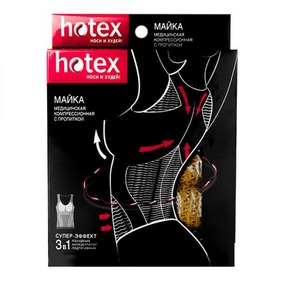 hotex
НОСИ И ХУДЕЙ!
hotex
НОСИ И ХУДЕЙ!
МАЙКА
МЕДИЦИНСКАЯ
КОМПРЕССИОННАЯ
С ПРОПИТКОЙ
МАЙКА
МЕДИЦИНСКАЯ
КОМПРЕССИОННАЯ
С ПРОПИТКОЙ
СУПЕР-ЭФФЕКТ
3в1